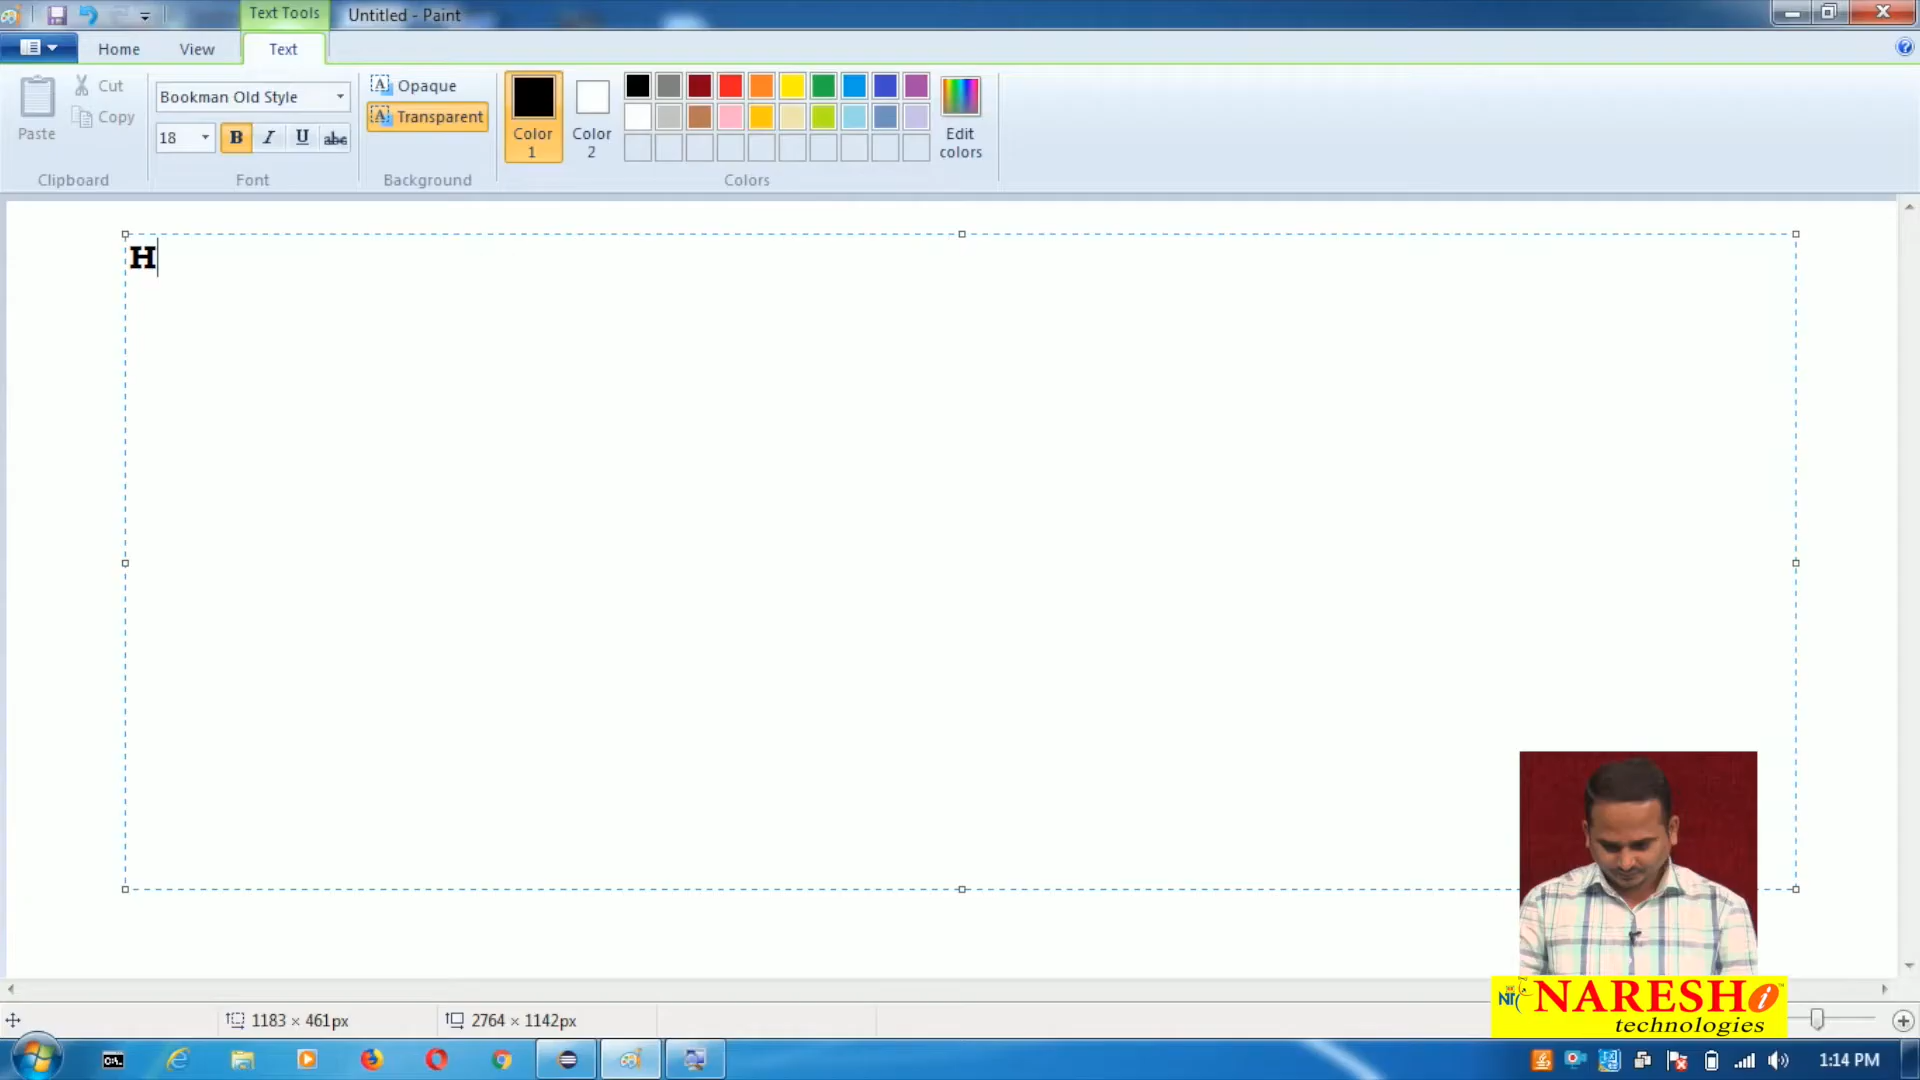 Text Tools
Untitled - Paint
Home
View
Text
Paste
Cut
Copy
Clipboard
Bookman Old Style
18
B
I
U
abc
Font
A Opaque
A Transparent
Background
Color 1
Color 2
Edit colors
Colors
H
1183 × 461px
2764 × 1142px
NARESH i
technologies
1:14 PM